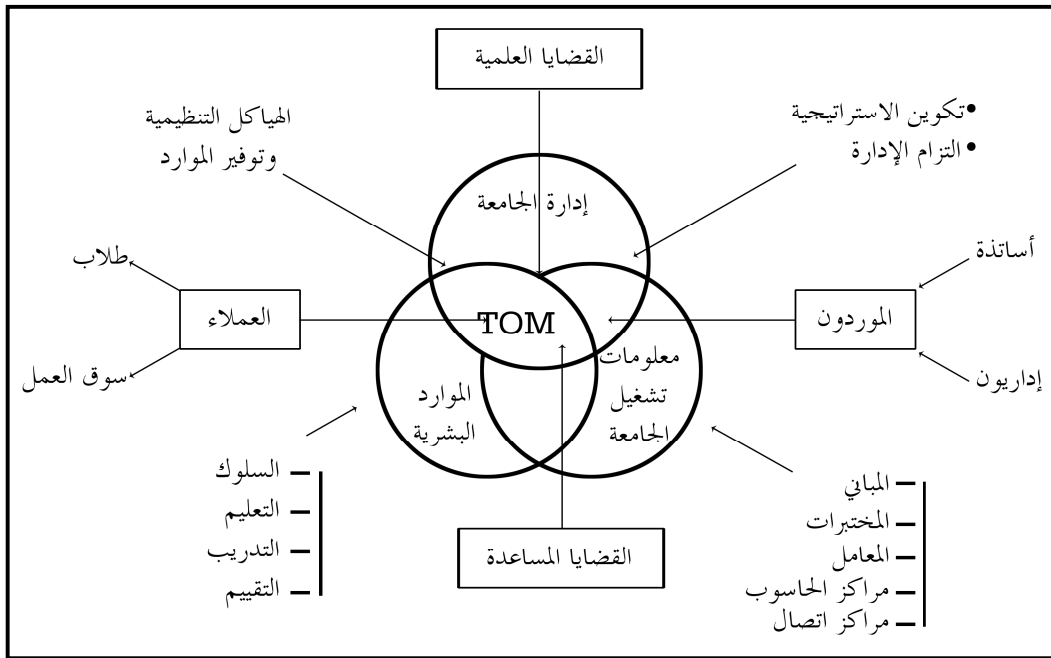 القضايا العلمية
• تكوين الاستراتيجية
• التزام الإدارة
الهياكل التنظيمية
وتوفير الموارد
إدارة الجامعة
أساتذة
الموردون
إداريون
طلاب
العملاء
سوق العمل
TOM
معلومات
تشغيل
الجامعة
الموارد
البشرية
المباني
المختبرات
المعامل
مراكز الحاسوب
مراكز اتصال
القضايا المساعدة
السلوك
التعليم
التدريب
التقييم